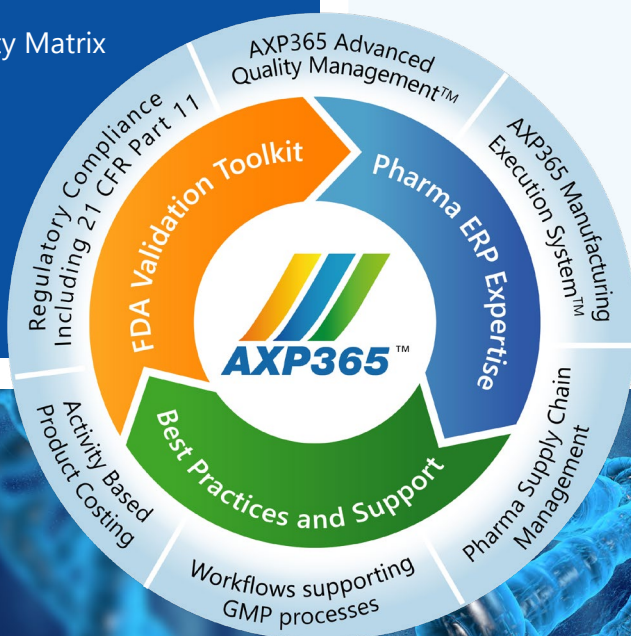 Matrix
AXP365 Advanced
Quality Management™
AXP365 Manufacturing
Execution System™
Pharma Supply Chain
Management
Workflows supporting
GMP processes
Activity Based
Product Costing
Regulatory Compliance
Including 21 CFR Part 11
FDA Validation Toolkit
Pharma ERP Expertise
Best Practices and Support
AXP365™